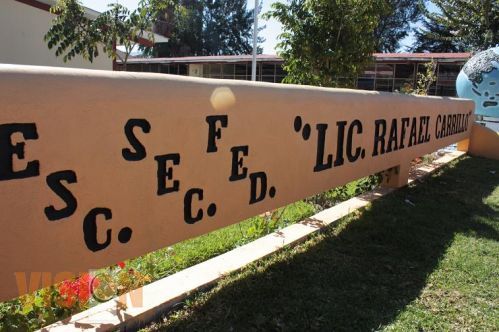 ESC. SEC. FED. "LIC. RAFAEL CARRILLO"
VISION